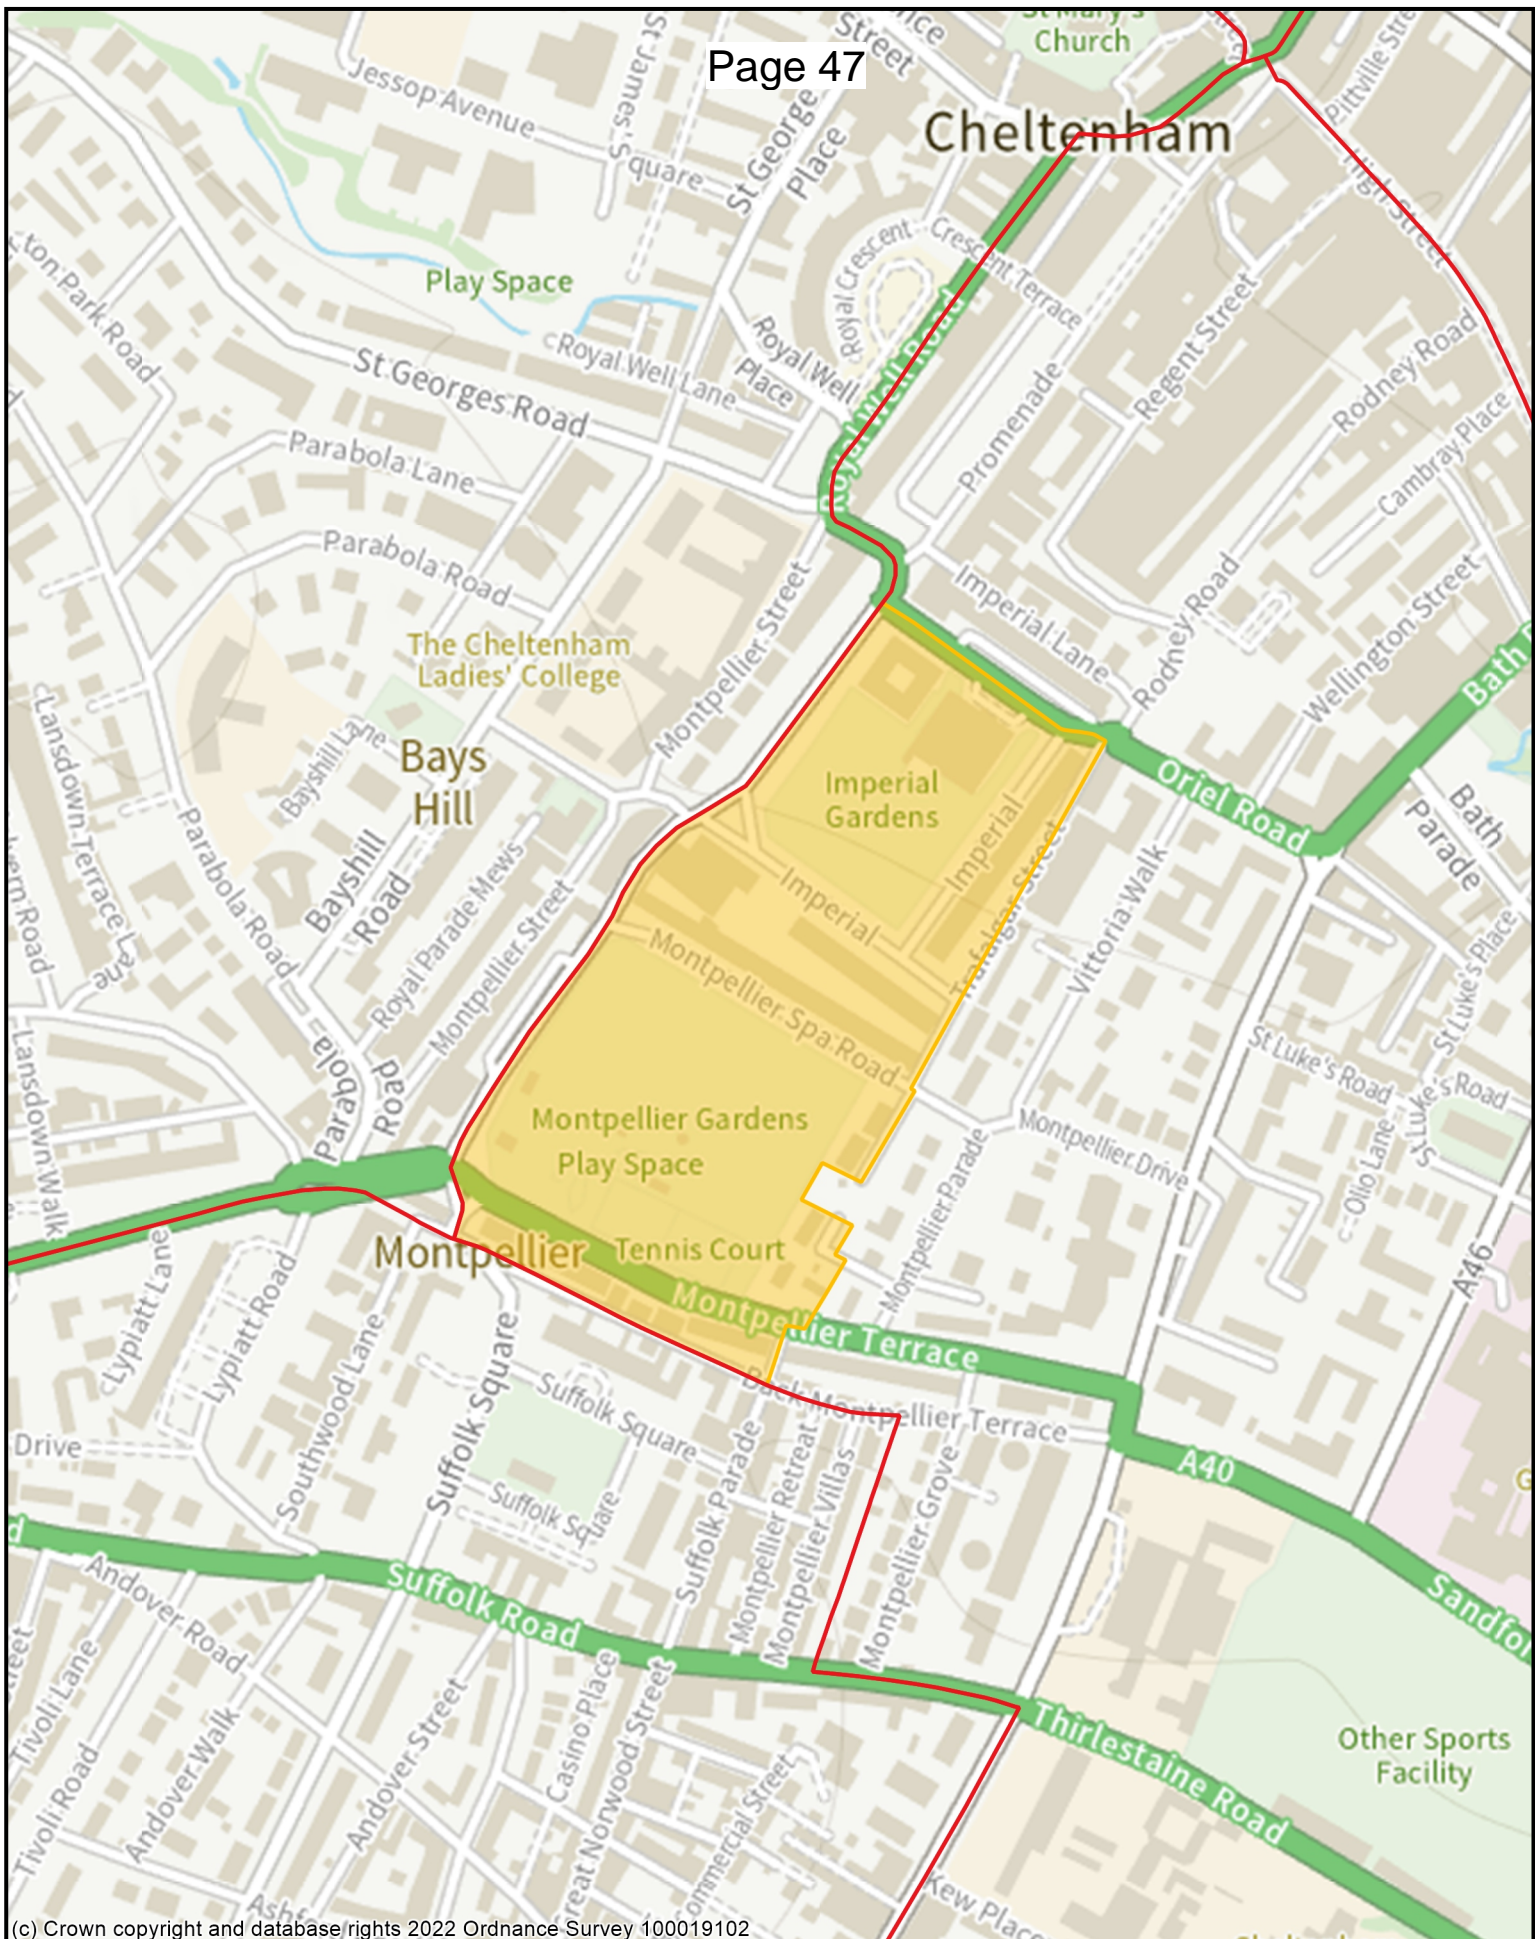 Page 47
St Mary's
Church
Street
Jessop Avenue
St James's Square
St George
Place
Pittville
Cheltenham
High Street
Play Space
Royal Crescent
Crescent Terrace
ton Park Road
Royal Well
Place
Royal Well Lane
Royal Well Road
St Georges Road
Regent Street
Rodney Road
Promenade
Cambray Place
Parabola Lane
Parabola Road
Imperial Lane
Rodney Road
Wellington Street
The Cheltenham
Ladies' College
Montpellier Street
Bath
Lansdown Terrace Lane
Bayshill Lane
Bays
Hill
Imperial
Gardens
Oriel Road
Bath
Parade
Parabola Road
Bayshill
Road
Royal Parade Mews
Montpellier Street
Imperial
Imperial
Trafalgar Street
Vittoria Walk
St Luke's Place
Montpellier Spa Road
St Luke's Road
St Luke's Road
Lansdown Walk
Parabola
Road
Montpellier Gardens
Play Space
Montpellier Drive
Olio Lane
Montpellier Parade
A46
Montpellier
Tennis Court
Montpellier Terrace
Lypiatt Lane
Lypiatt Road
Southwood Lane
Suffolk Square
Suffolk Square
Back Montpellier Terrace
Drive
A40
Suffolk Square
Suffolk Parade
Montpellier Retreat
Montpellier Villas
Montpellier Grove
Sandfo
Suffolk Road
Andover Road
Tivoli Lane
Thirlestaine Road
Other Sports
Facility
Tivoli Road
Andover Walk
Andover Street
Casino Place
reat Norwood Street
ommercial Street
Kew Place
Ashf
(c) Crown copyright and database rights 2022 Ordnance Survey 100019102